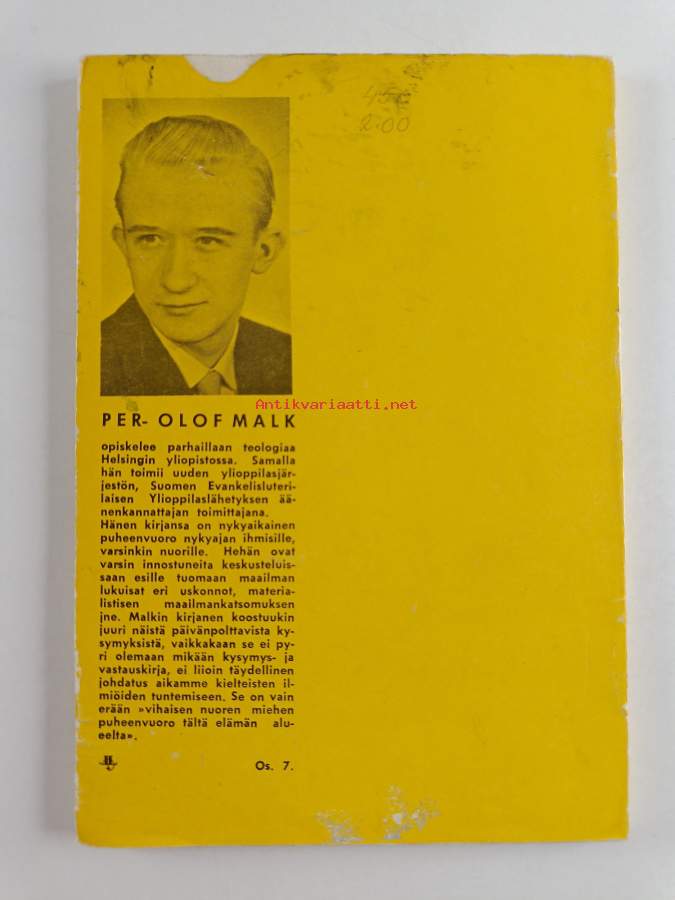 45€
2.00
Antikvariaatti.net
PER- OLOF MALK
opiskelee parhaillaan teologiaa
Helsingin yliopistossa. Samalla
hän toimii uuden ylioppilasjär-
jestön, Suomen Evankelisluteri-
laisen Ylioppilaslähetyksen ää-
nenkannattajan toimittajana.
Hänen kirjansa on nykyaikainen
puheenvuoro nykyajan ihmisille,
varsinkin nuorille. Hehän ovat
varsin innostuneita keskusteluis-
saan esille tuomaan maailman
lukuisat eri uskonnot, materia-
listisen maailmankatsomuksen
jne. Malkin kirjanen koostuukin
juuri näistä päivänpolttavista ky-
symyksistä, vaikkakaan se ei py-
ri olemaan mikään kysymys- ja
vastauskirja, ei liioin täydellinen
johdatus aikamme kielteisten il-
miöiden tuntemiseen. Se on vain
erään »vihaisen nuoren miehen
puheenvuoro tältä elämän alu-
eelta».
Os. 7.